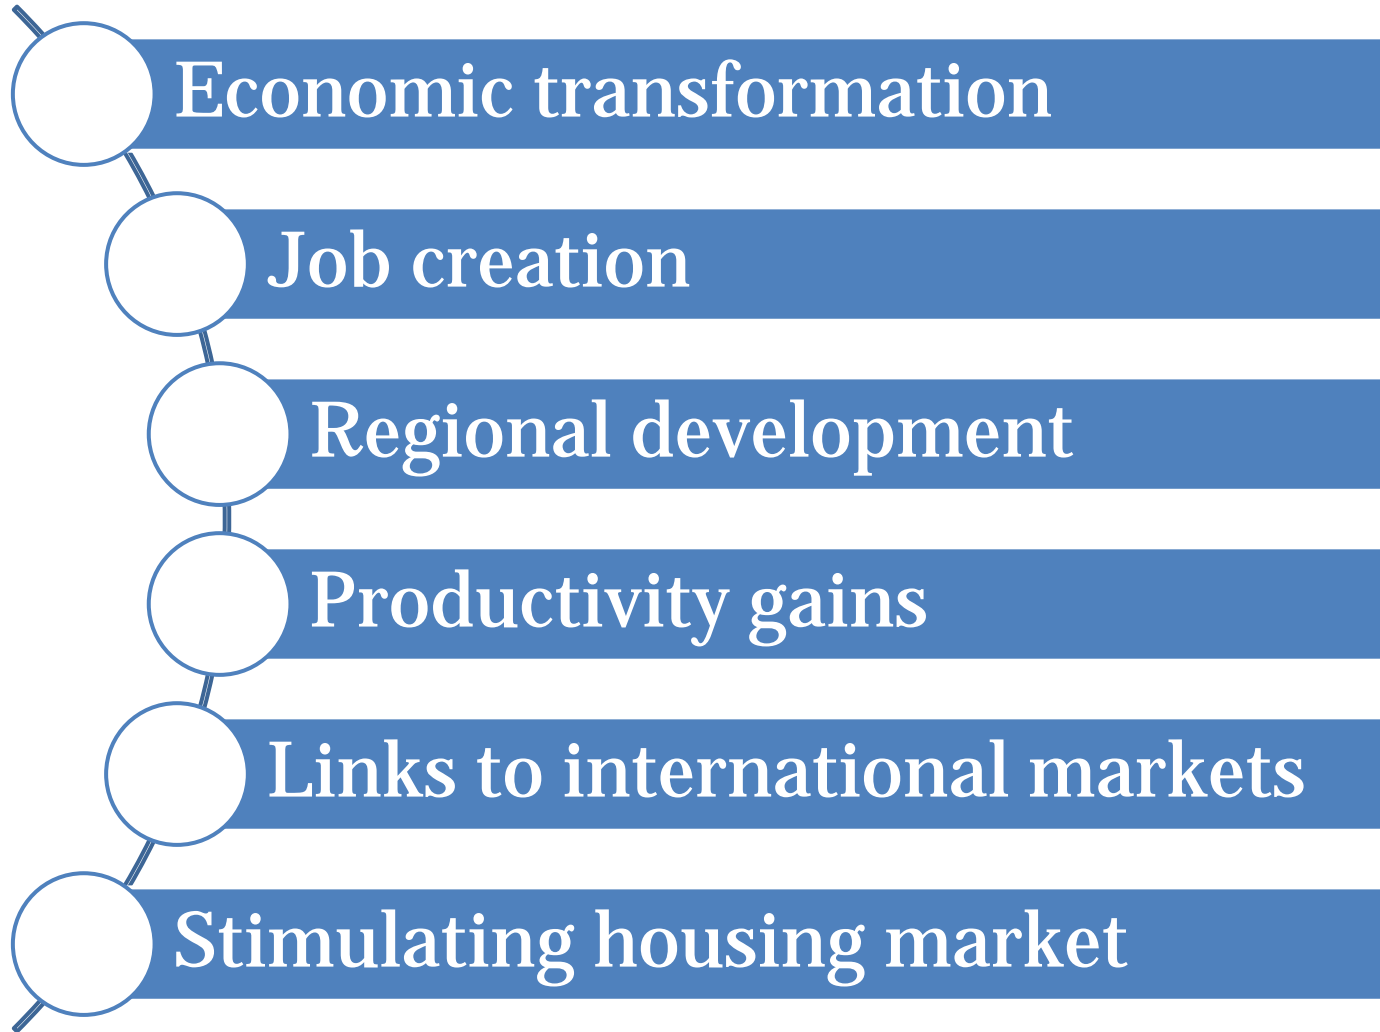 Economic transformation
Job creation
Regional development
Productivity gains
Links to international markets
Stimulating housing market